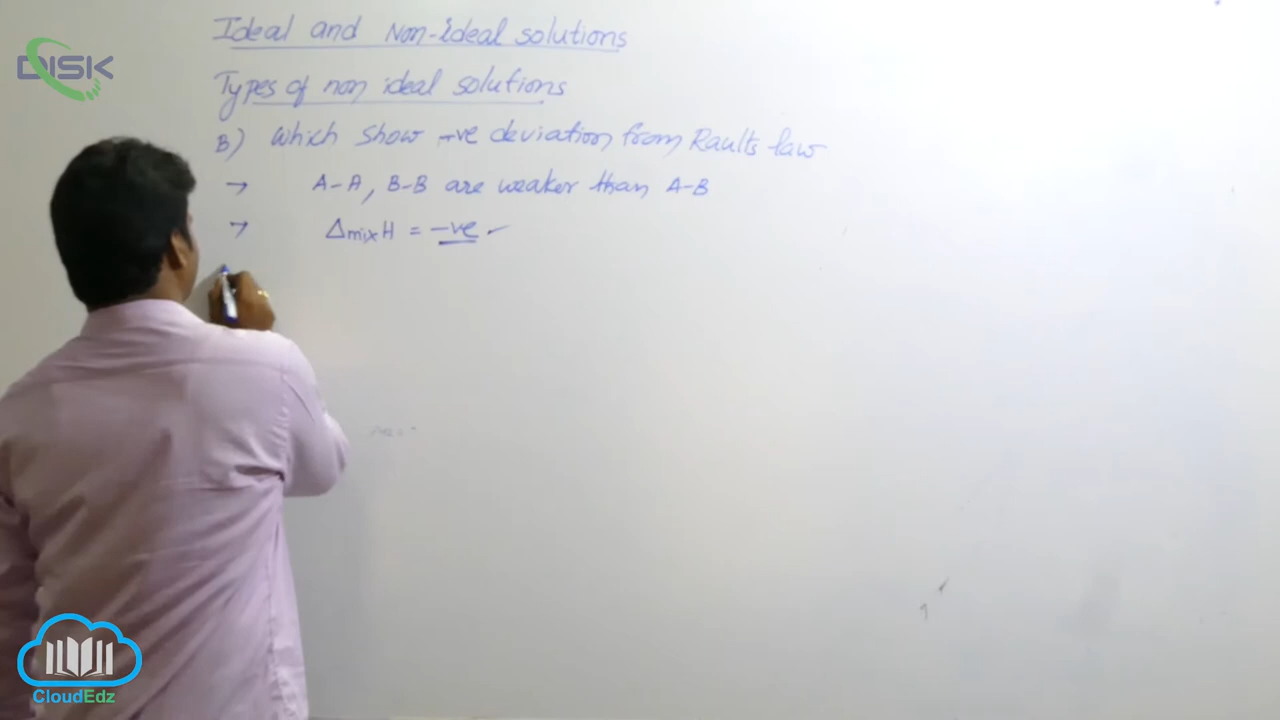 Ideal and Non-ideal solutions
DISK
Types of non ideal solutions
B) Which show -ve deviation from Raults law
→ A-A, B-B are weaker than A-B
→ ΔmixH = -ve ✓
CloudEdz